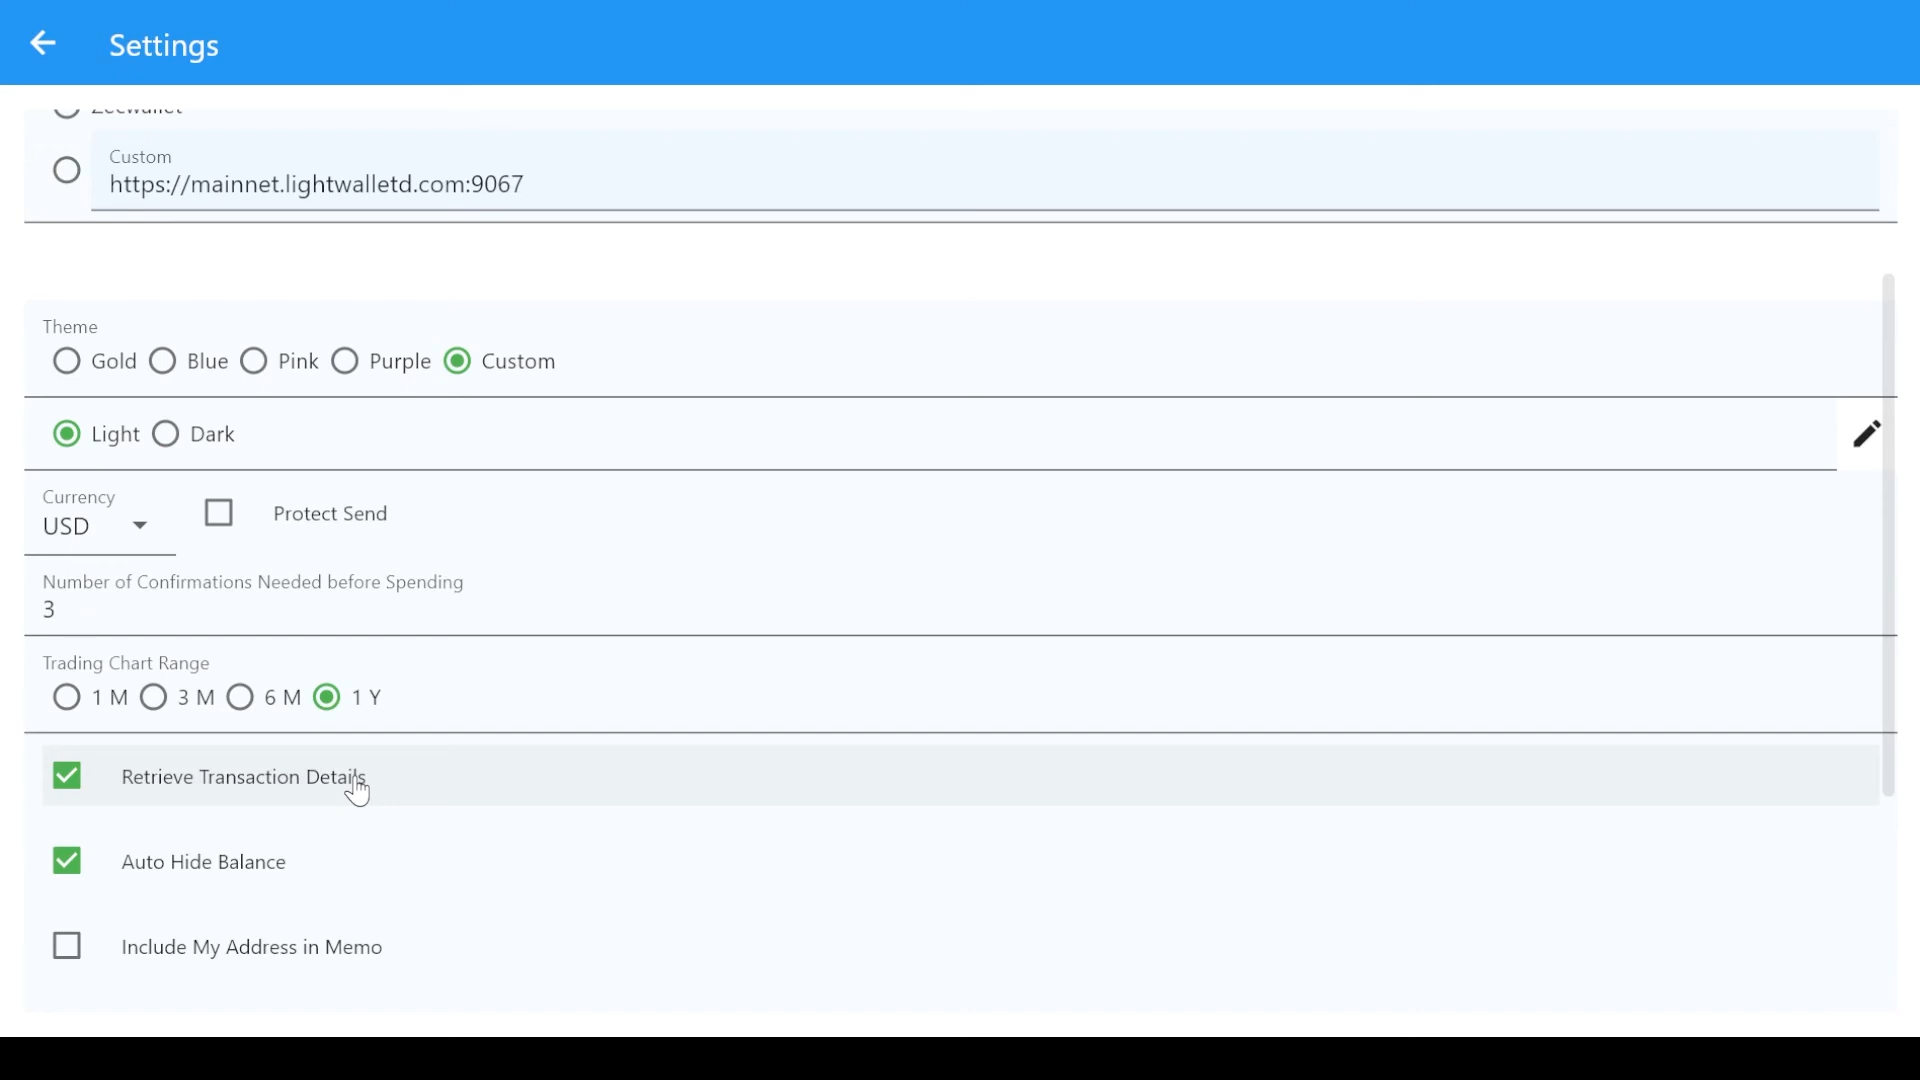 Settings
Zecwallet
Custom
https://mainnet.lightwalletd.com:9067
Theme
Gold Blue Pink Purple Custom
Light Dark
Currency
USD
Protect Send
Number of Confirmations Needed before Spending
3
Trading Chart Range
1 M 3 M 6 M 1 Y
Retrieve Transaction Details
Auto Hide Balance
Include My Address in Memo